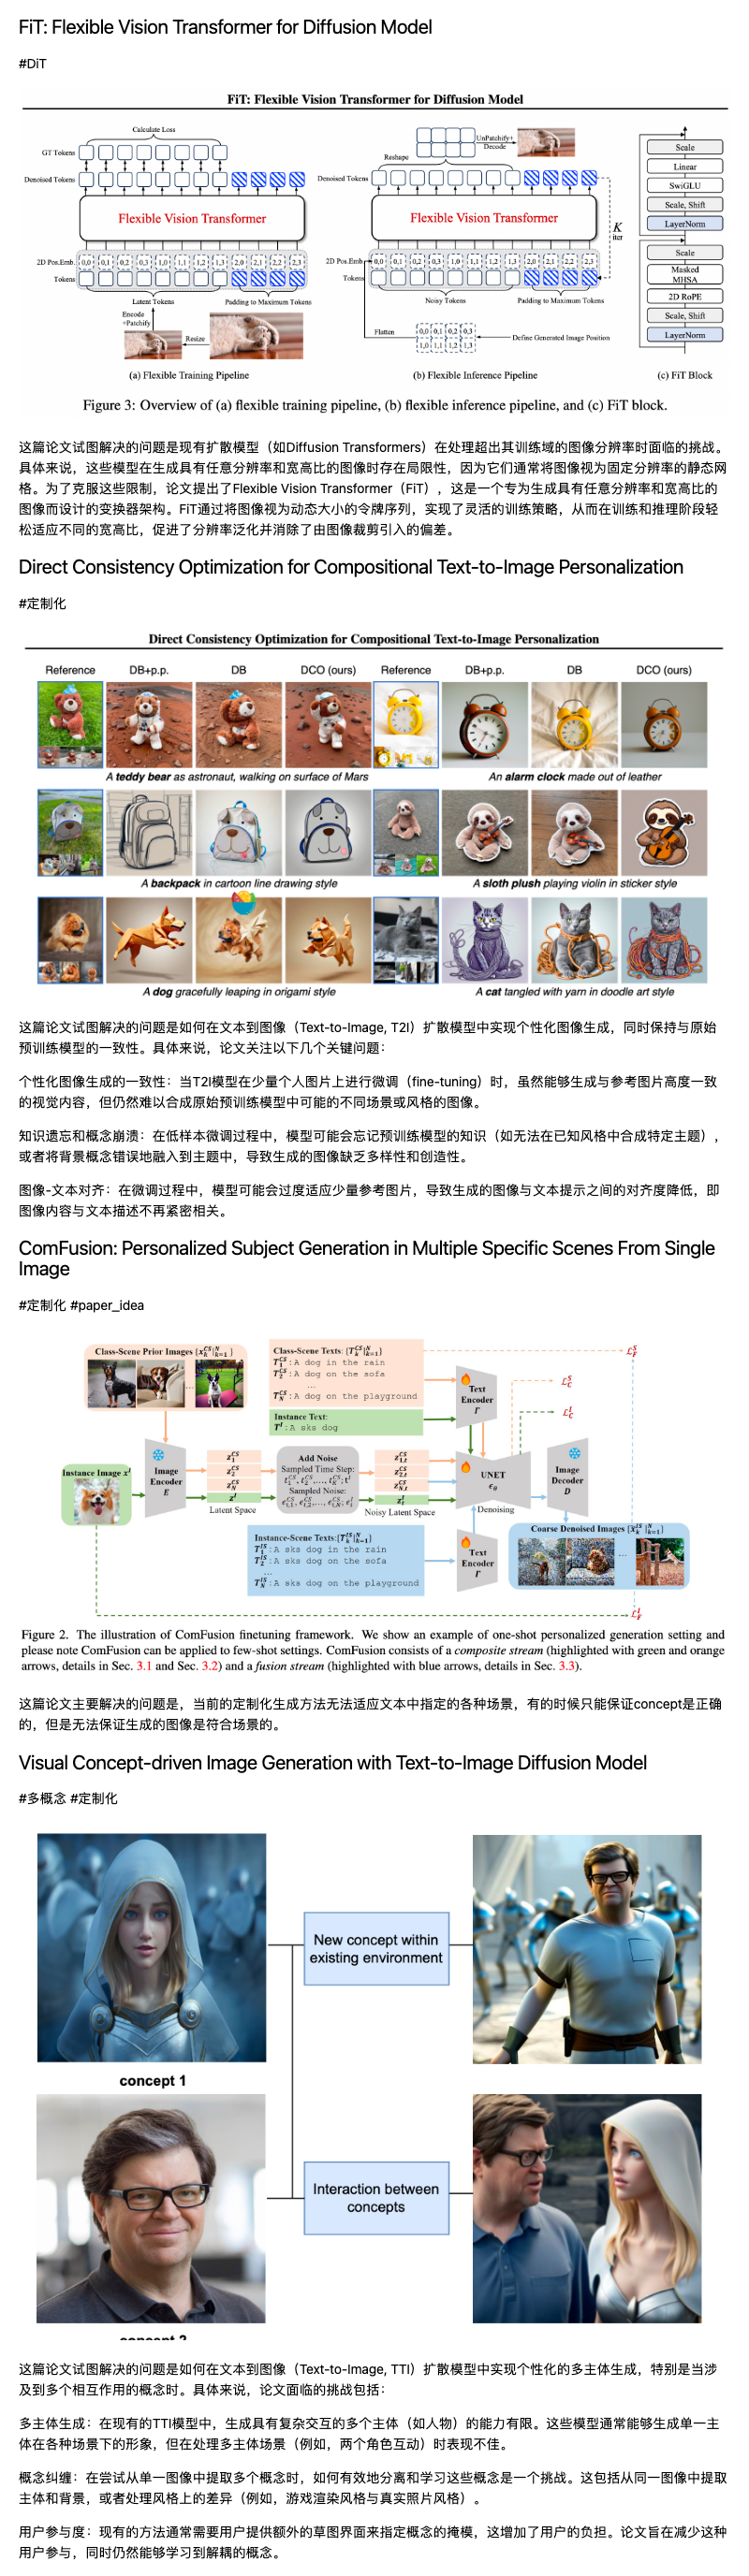 FiT: Flexible Vision Transformer for Diffusion Model
#DiT
FiT: Flexible Vision Transformer for Diffusion Model
Calculate Loss
GT Tokens
Denoised Tokens
Flexible Vision Transformer
2D Pos.Emb.
0,0 0,1 0,2 0,3 1,0 1,1 1,2 1,3 2,0 2,1 2,2 2,3
Tokens
Latent Tokens
Padding to Maximum Tokens
Encode
+Patchify
Resize
(a) Flexible Training Pipeline
UnPatchify+
Decode
Reshape
Denoised Tokens
Flexible Vision Transformer
K
iter
2D Pos.Emb.
0,0 0,1 0,2 0,3 1,0 1,1 1,2 1,3 2,0 2,1 2,2 2,3
Tokens
Noisy Tokens
Padding to Maximum Tokens
Flatten
0,0 0,1 0,2 0,3
1,0 1,1 1,2 1,3
Define Generated Image Position
(b) Flexible Inference Pipeline
Scale
Linear
SwiGLU
Scale, Shift
LayerNorm
Scale
Masked
MHSA
2D RoPE
Scale, Shift
LayerNorm
(c) FiT Block
Figure 3: Overview of (a) flexible training pipeline, (b) flexible inference pipeline, and (c) FiT block.
这篇论文试图解决的问题是现有扩散模型（如Diffusion Transformers）在处理超出其训练域的图像分辨率时面临的挑战。
具体来说，这些模型在生成具有任意分辨率和宽高比的图像时存在局限性，因为它们通常将图像视为固定分辨率的静态网
格。为了克服这些限制，论文提出了Flexible Vision Transformer（FiT），这是一个专为生成具有任意分辨率和宽高比的
图像而设计的变换器架构。FiT通过将图像视为动态大小的令牌序列，实现了灵活的训练策略，从而在训练和推理阶段轻
松适应不同的宽高比，促进了分辨率泛化并消除了由图像裁剪引入的偏差。
Direct Consistency Optimization for Compositional Text-to-Image Personalization
#定制化
Direct Consistency Optimization for Compositional Text-to-Image Personalization
Reference DB+p.p. DB DCO (ours) Reference DB+p.p. DB DCO (ours)
A teddy bear as astronaut, walking on surface of Mars
An alarm clock made out of leather
A backpack in cartoon line drawing style
A sloth plush playing violin in sticker style
A dog gracefully leaping in origami style
A cat tangled with yarn in doodle art style
这篇论文试图解决的问题是如何在文本到图像（Text-to-Image, T2I）扩散模型中实现个性化图像生成，同时保持与原始
预训练模型的一致性。具体来说，论文关注以下几个关键问题：
个性化图像生成的一致性：当T2I模型在少量个人图片上进行微调（fine-tuning）时，虽然能够生成与参考图片高度一致
的视觉内容，但仍然难以合成原始预训练模型中可能的不同场景或风格的图像。
知识遗忘和概念崩溃：在低样本微调过程中，模型可能会忘记预训练模型的知识（如无法在已知风格中合成特定主题），
或者将背景概念错误地融入到主题中，导致生成的图像缺乏多样性和创造性。
图像-文本对齐：在微调过程中，模型可能会过度适应少量参考图片，导致生成的图像与文本提示之间的对齐度降低，即
图像内容与文本描述不再紧密相关。
ComFusion: Personalized Subject Generation in Multiple Specific Scenes From Single
Image
#定制化 #paper_idea
Class-Scene Prior Images
Class-Scene Texts:
A dog in the rain
A dog on the sofa
...
A dog on the playground
Instance Text:
A sks dog
Text
Encoder
Instance Image
Image
Encoder
E
Latent Space
Add Noise
Sampled Time Step:
Sampled Noise:
Noisy Latent Space
UNET
Denoising
Image
Decoder
D
Instance-Scene Texts:
A sks dog in the rain
A sks dog on the sofa
...
A sks dog on the playground
Text
Encoder
Coarse Denoised Images
Figure 2. The illustration of ComFusion finetuning framework. We show an example of one-shot personalized generation setting and
please note ComFusion can be applied to few-shot settings. ComFusion consists of a composite stream (highlighted with green and orange
arrows, details in Sec. 3.1 and Sec. 3.2) and a fusion stream (highlighted with blue arrows, details in Sec. 3.3).
这篇论文主要解决的问题是，当前的定制化生成方法无法适应文本中指定的各种场景，有的时候只能保证concept是正确
的，但是无法保证生成的图像是符合场景的。
Visual Concept-driven Image Generation with Text-to-Image Diffusion Model
#多概念 #定制化
New concept within
existing environment
concept 1
Interaction between
concepts
concept 2
这篇论文试图解决的问题是如何在文本到图像（Text-to-Image, TTI）扩散模型中实现个性化的多主体生成，特别是当涉
及到多个相互作用的概念时。具体来说，论文面临的挑战包括：
多主体生成：在现有的TTI模型中，生成具有复杂交互的多个主体（如人物）的能力有限。这些模型通常能够生成单一主
体在各种场景下的形象，但在处理多主体场景（例如，两个角色互动）时表现不佳。
概念纠缠：在尝试从单一图像中提取多个概念时，如何有效地分离和学习这些概念是一个挑战。这包括从同一图像中提取
主体和背景，或者处理风格上的差异（例如，游戏渲染风格与真实照片风格）。
用户参与度：现有的方法通常需要用户提供额外的草图界面来指定概念的掩模，这增加了用户的负担。论文旨在减少这种
用户参与，同时仍然能够学习到解耦的概念。